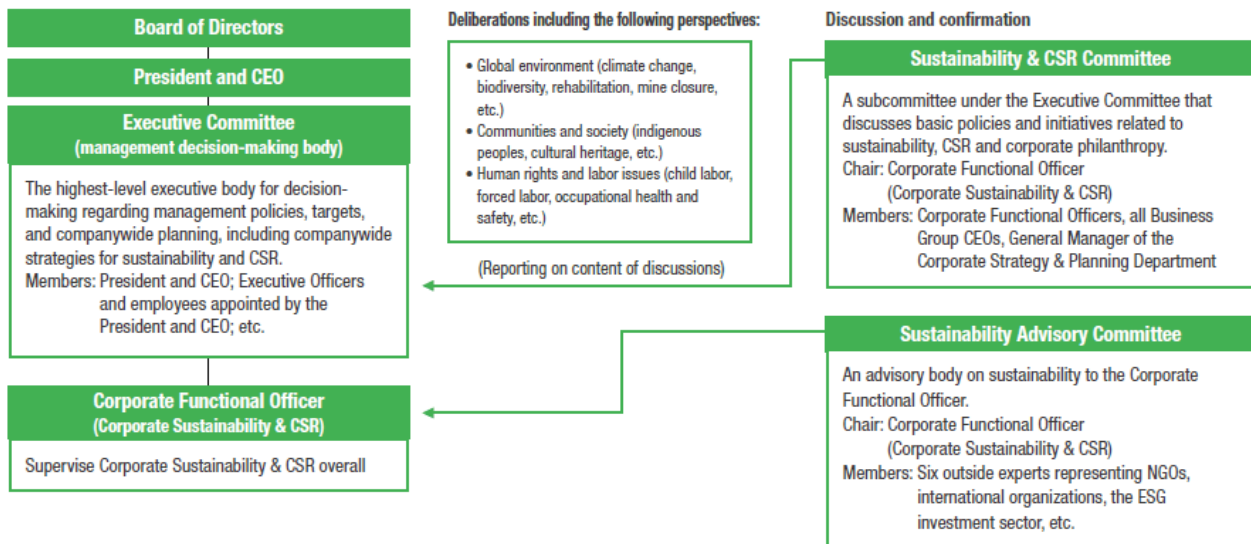 Board of Directors
President and CEO
Executive Committee
(management decision-making body)
The highest-level executive body for decision-
making regarding management policies, targets,
and companywide planning, including companywide
strategies for sustainability and CSR.
Members: President and CEO; Executive Officers
and employees appointed by the
President and CEO; etc.
Corporate Functional Officer
(Corporate Sustainability & CSR)
Supervise Corporate Sustainability & CSR overall
Deliberations including the following perspectives:
• Global environment (climate change,
biodiversity, rehabilitation, mine closure,
etc.)
• Communities and society (indigenous
peoples, cultural heritage, etc.)
• Human rights and labor issues (child labor,
forced labor, occupational health and
safety, etc.)
(Reporting on content of discussions)
Discussion and confirmation
Sustainability & CSR Committee
A subcommittee under the Executive Committee that
discusses basic policies and initiatives related to
sustainability, CSR and corporate philanthropy.
Chair: Corporate Functional Officer
(Corporate Sustainability & CSR)
Members: Corporate Functional Officers, all Business
Group CEOs, General Manager of the
Corporate Strategy & Planning Department
Sustainability Advisory Committee
An advisory body on sustainability to the Corporate
Functional Officer.
Chair: Corporate Functional Officer
(Corporate Sustainability & CSR)
Members: Six outside experts representing NGOs,
international organizations, the ESG
investment sector, etc.